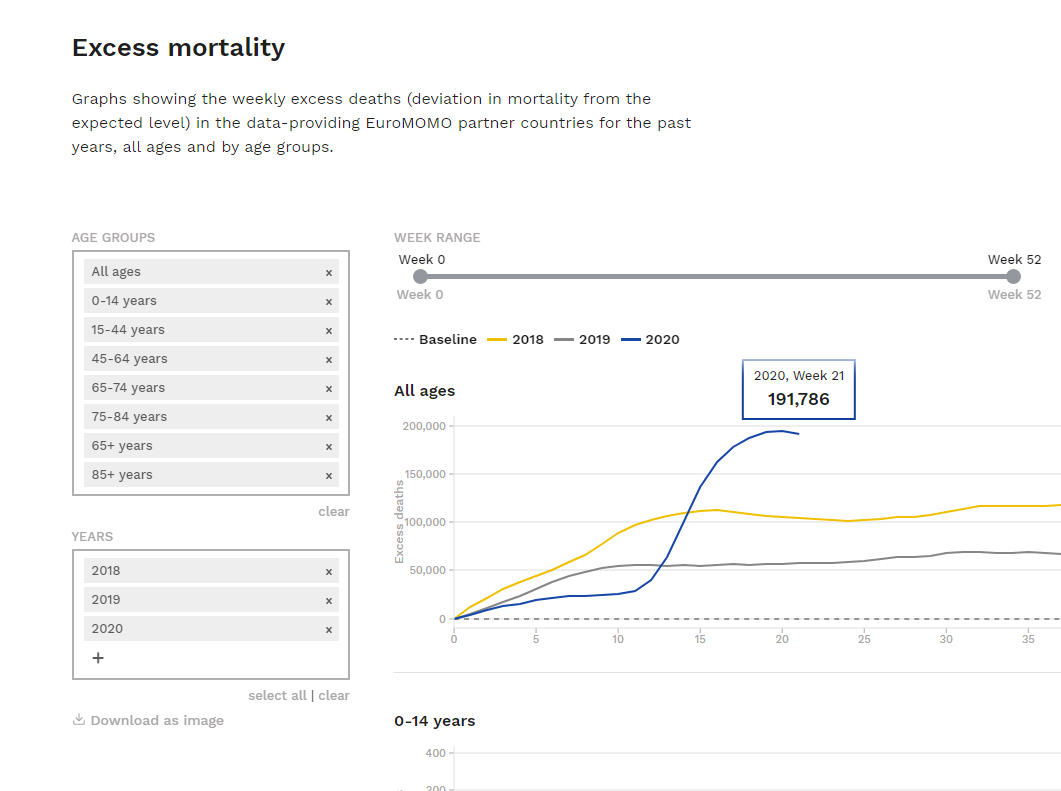 Excess mortality
Graphs showing the weekly excess deaths (deviation in mortality from the
expected level) in the data-providing EuroMOMO partner countries for the past
years, all ages and by age groups.
AGE GROUPS
All ages x
0-14 years x
15-44 years x
45-64 years x
65-74 years x
75-84 years x
65+ years x
85+ years x
clear
YEARS
2018 x
2019 x
2020 x
+
select all | clear
Download as image
WEEK RANGE
Week 0 Week 52
Week 0 Week 52
Baseline 2018 2019 2020
All ages
2020, Week 21
191,786
Excess deaths
200,000
150,000
100,000
50,000
0
0 5 10 15 20 25 30 35
0-14 years
400
300